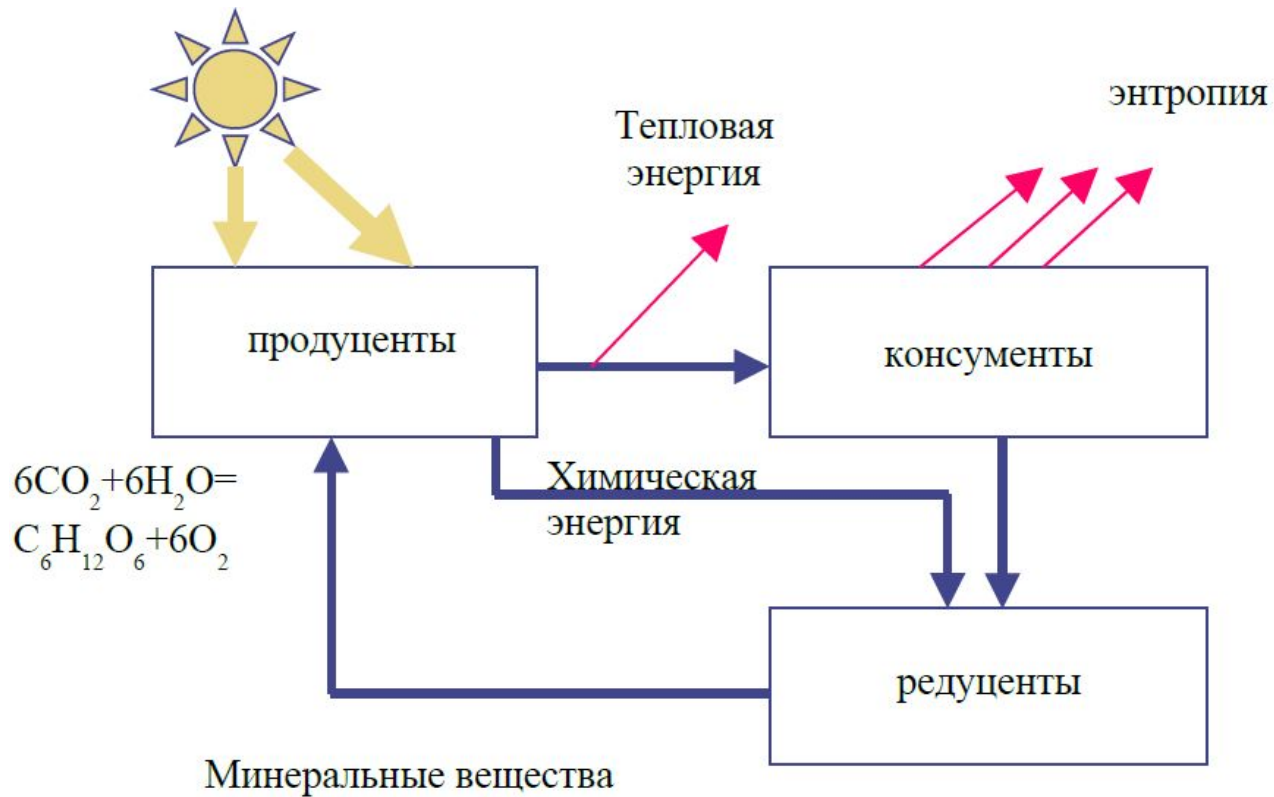 энтропия
Тепловая
энергия
продуценты
консументы
6CO₂+6H₂O=
C₆H₁₂O₆+6O₂
Химическая
энергия
редуценты
Минеральные вещества